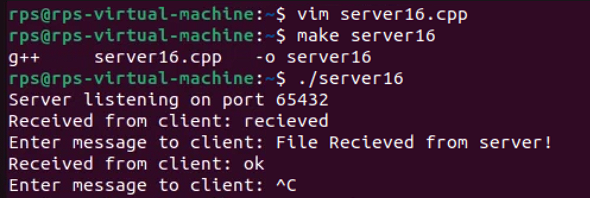 rps@rps-virtual-machine:~$ vim server16.cpp
rps@rps-virtual-machine:~$ make server16
g++     server16.cpp   -o server16
rps@rps-virtual-machine:~$ ./server16
Server listening on port 65432
Received from client: recieved
Enter message to client: File Recieved from server!
Received from client: ok
Enter message to client: ^C